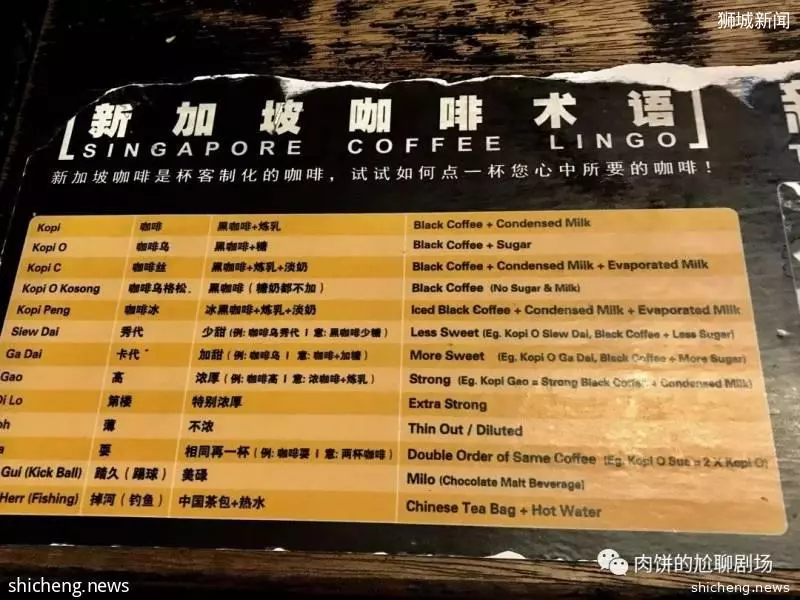 狮城新闻
新加坡咖啡术语
SINGAPORE COFFEE LINGO
新加坡咖啡是杯客制化的咖啡，试试如何点一杯您心中所要的咖啡！
Kopi 咖啡 黑咖啡+炼乳 Black Coffee + Condensed Milk
Kopi O 咖啡乌 黑咖啡+糖 Black Coffee + Sugar
Kopi C 咖啡丝 黑咖啡+炼乳+淡奶 Black Coffee + Condensed Milk + Evaporated Milk
Kopi O Kosong 咖啡乌格松. 黑咖啡（糖奶都不加） Black Coffee (No Sugar & Milk)
Kopi Peng 咖啡冰 冰黑咖啡+炼乳+淡奶 Iced Black Coffee + Condensed Milk + Evaporated Milk
Siew Dai 秀代 少甜（例: 咖啡乌秀代 I 意: 黑咖啡少糖） Less Sweet (Eg. Kopi O Siew Dai, Black Coffee + Less Sugar)
Ga Dai 卡代 加甜（例: 咖啡乌 I 意: 咖啡+加糖） More Sweet (Eg. Kopi O Ga Dai, Black Coffee + More Sugar)
Gao 高 浓厚（例: 咖啡高 I 意: 浓咖啡+炼乳） Strong (Eg. Kopi Gao = Strong Black Coffee + Condensed Milk)
Di Lo 第楼 特别浓厚 Extra Strong
oh 薄 不浓 Thin Out / Diluted
a 耍 相同再一杯（例: 咖啡耍 I 意: 两杯咖啡） Double Order of Same Coffee (Eg. Kopi O Sua = 2 X Kopi O)
Gui (Kick Ball) 踏久（踢球） 美碌 Milo (Chocolate Malt Beverage)
Herr (Fishing) 掉河（钓鱼） 中国茶包+热水 Chinese Tea Bag + Hot Water
肉饼的尬聊剧场
shicheng.news
shicheng.news